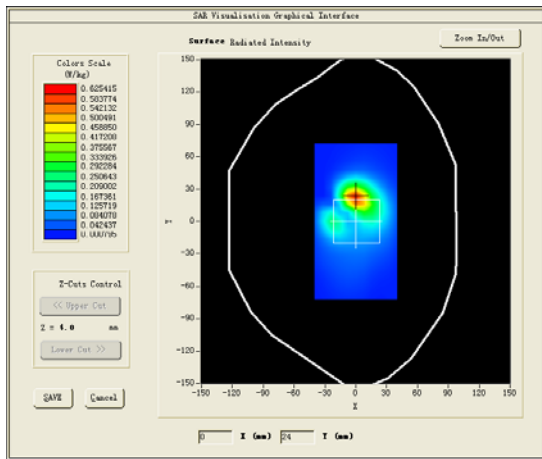 SAR Visualisation Graphical Interface
Surface Radiated Intensity
Zoom In/Out
Colors Scale
(W/kg)
0.625415
0.583774
0.542132
0.500491
0.458850
0.417208
0.375567
0.333926
0.292284
0.250643
0.209002
0.167361
0.125719
0.084078
0.042437
0.000795
150
120
90
60
30
0
-30
-60
-90
-120
-150
Y
-150 -120 -90 -60 -30 0 30 60 90 120 150
X
Z-Cuts Control
<< Upper Cut
Z = 4.0 mm
Lower Cut >>
SAVE Cancel
0 X (mm) 24 Y (mm)